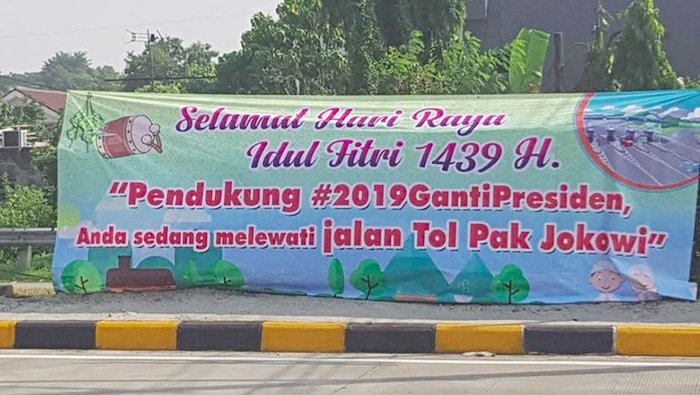 Selamat Hari Raya
Idul Fitri 1439 H.
"Pendukung #2019GantiPresiden,
Anda sedang melewati jalan Tol Pak Jokowi"